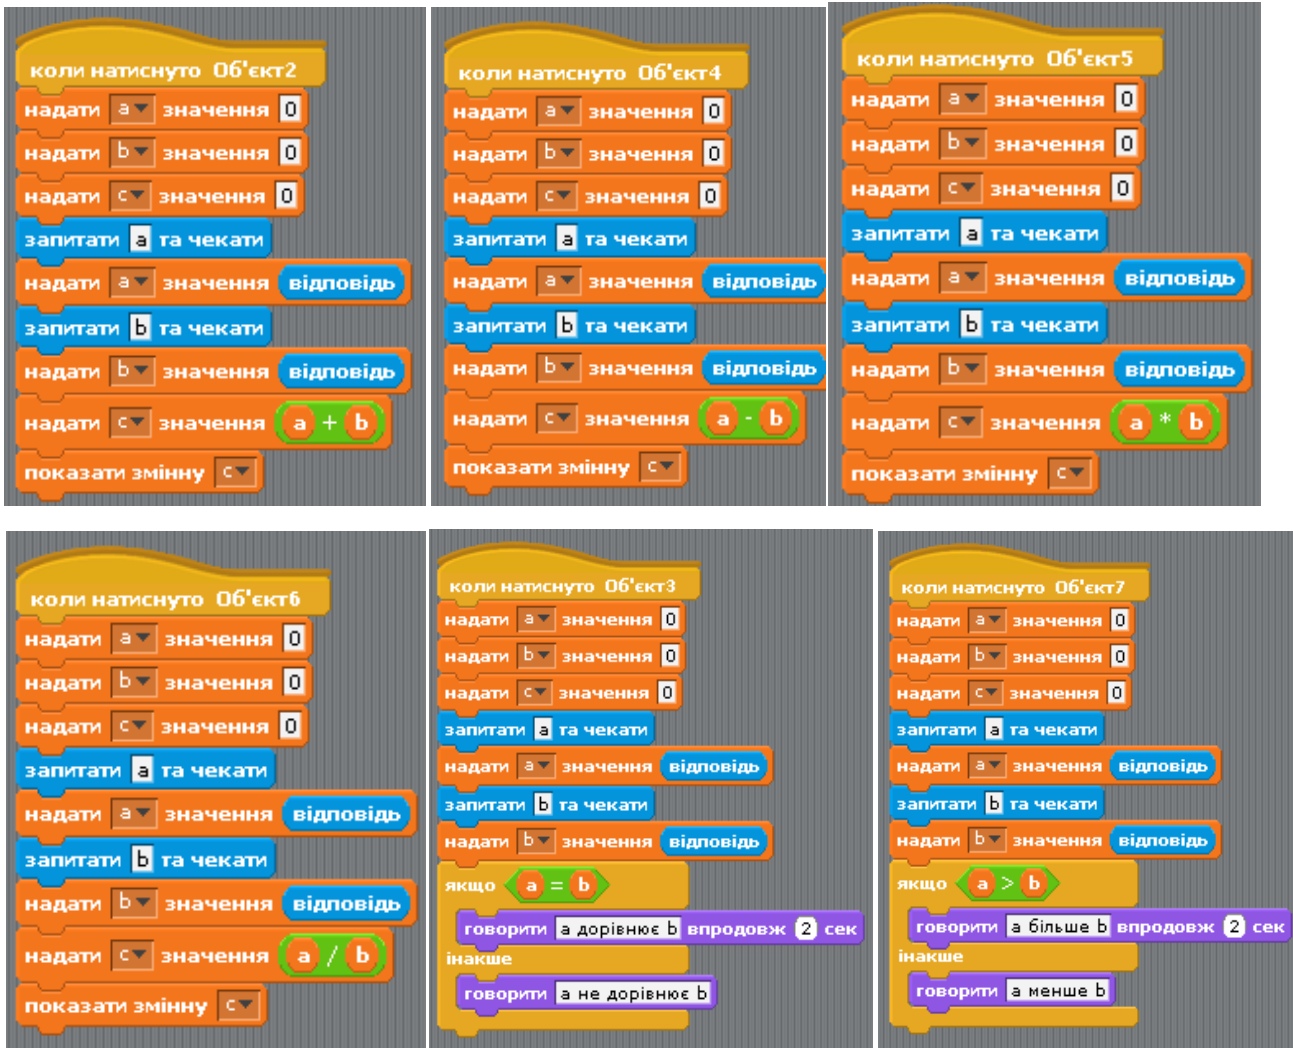 коли натиснуто Об'єкт2
надати a значення 0
надати b значення 0
надати c значення 0
запитати a та чекати
надати a значення відповідь
запитати b та чекати
надати b значення відповідь
надати c значення a + b
показати змінну c
коли натиснуто Об'єкт4
надати a значення 0
надати b значення 0
надати c значення 0
запитати a та чекати
надати a значення відповідь
запитати b та чекати
надати b значення відповідь
надати c значення a - b
показати змінну c
коли натиснуто Об'єкт5
надати a значення 0
надати b значення 0
надати c значення 0
запитати a та чекати
надати a значення відповідь
запитати b та чекати
надати b значення відповідь
надати c значення a * b
показати змінну c
коли натиснуто Об'єкт6
надати a значення 0
надати b значення 0
надати c значення 0
запитати a та чекати
надати a значення відповідь
запитати b та чекати
надати b значення відповідь
надати c значення a / b
показати змінну c
коли натиснуто Об'єкт3
надати a значення 0
надати b значення 0
надати c значення 0
запитати a та чекати
надати a значення відповідь
запитати b та чекати
надати b значення відповідь
якщо a = b
говорити a дорівнює b впродовж 2 сек
інакше
говорити a не дорівнює b
коли натиснуто Об'єкт7
надати a значення 0
надати b значення 0
надати c значення 0
запитати a та чекати
надати a значення відповідь
запитати b та чекати
надати b значення відповідь
якщо a > b
говорити a більше b впродовж 2 сек
інакше
говорити a менше b